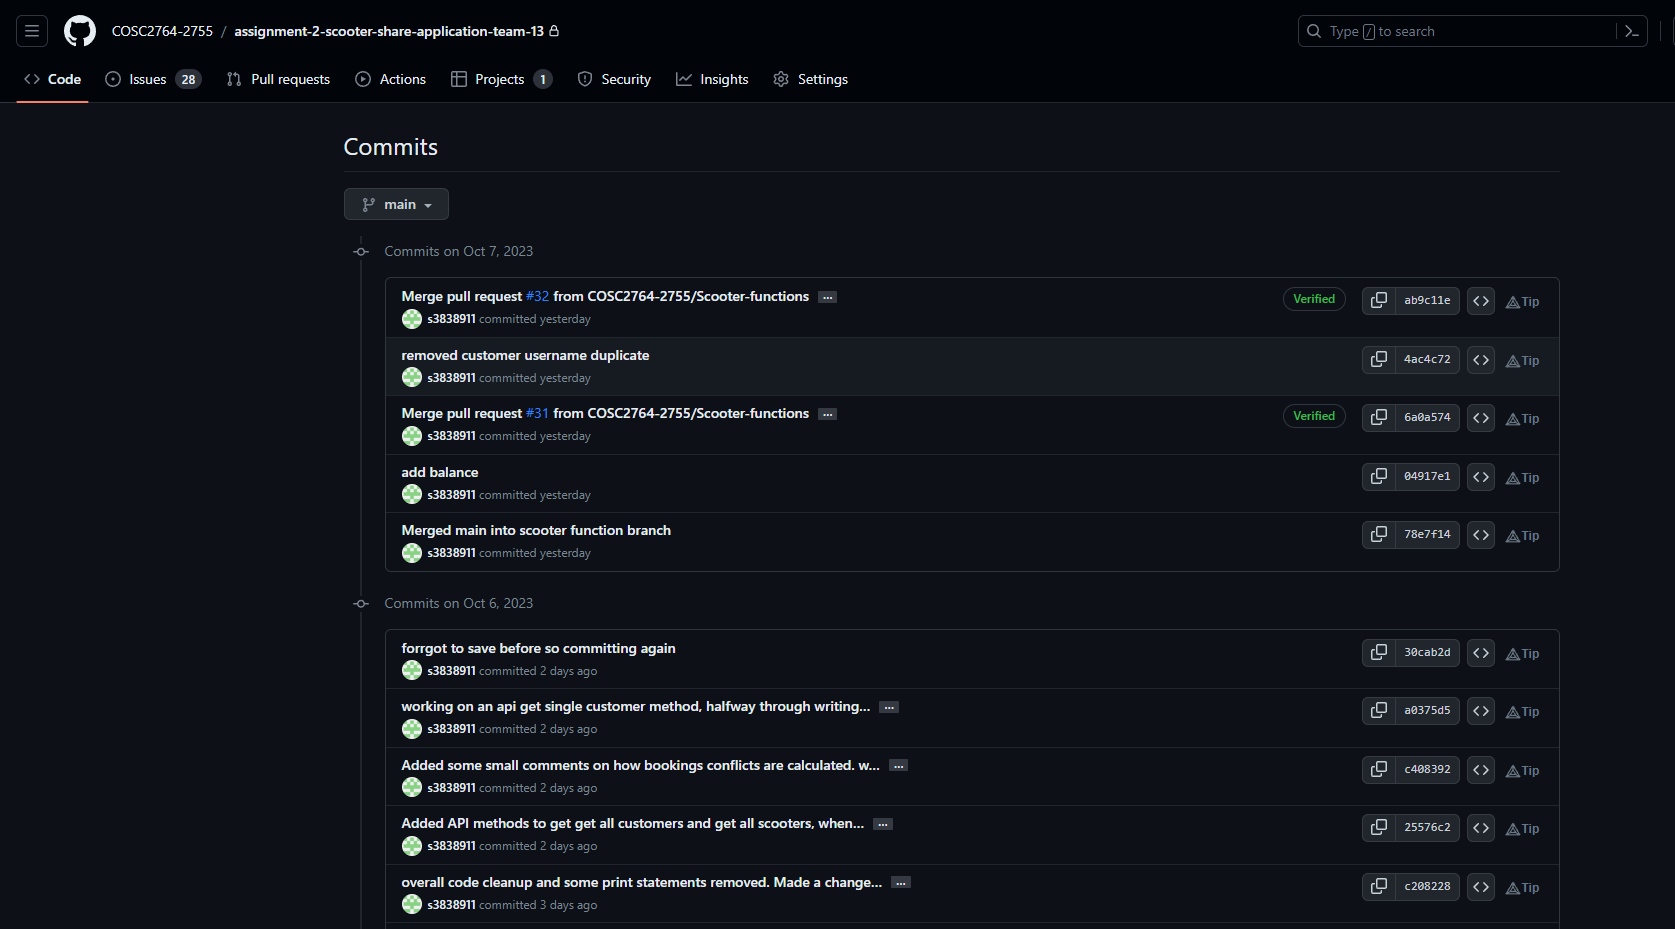 COSC2764-2755 / assignment-2-scooter-share-application-team-13
Type / to search
Code Issues 28 Pull requests Actions Projects 1 Security Insights Settings
Commits
main
Commits on Oct 7, 2023
Merge pull request #32 from COSC2764-2755/Scooter-functions ... Verified ab9c11e Tip
s3838911 committed yesterday
removed customer username duplicate 4ac4c72 Tip
s3838911 committed yesterday
Merge pull request #31 from COSC2764-2755/Scooter-functions ... Verified 6a0a574 Tip
s3838911 committed yesterday
add balance 04917e1 Tip
s3838911 committed yesterday
Merged main into scooter function branch 78e7f14 Tip
s3838911 committed yesterday
Commits on Oct 6, 2023
forrgot to save before so committing again 30cab2d Tip
s3838911 committed 2 days ago
working on an api get single customer method, halfway through writing... ... a0375d5 Tip
s3838911 committed 2 days ago
Added some small comments on how bookings conflicts are calculated. w... ... c408392 Tip
s3838911 committed 2 days ago
Added API methods to get get all customers and get all scooters, when... ... 25576c2 Tip
s3838911 committed 2 days ago
overall code cleanup and some print statements removed. Made a change... ... c208228 Tip
s3838911 committed 3 days ago